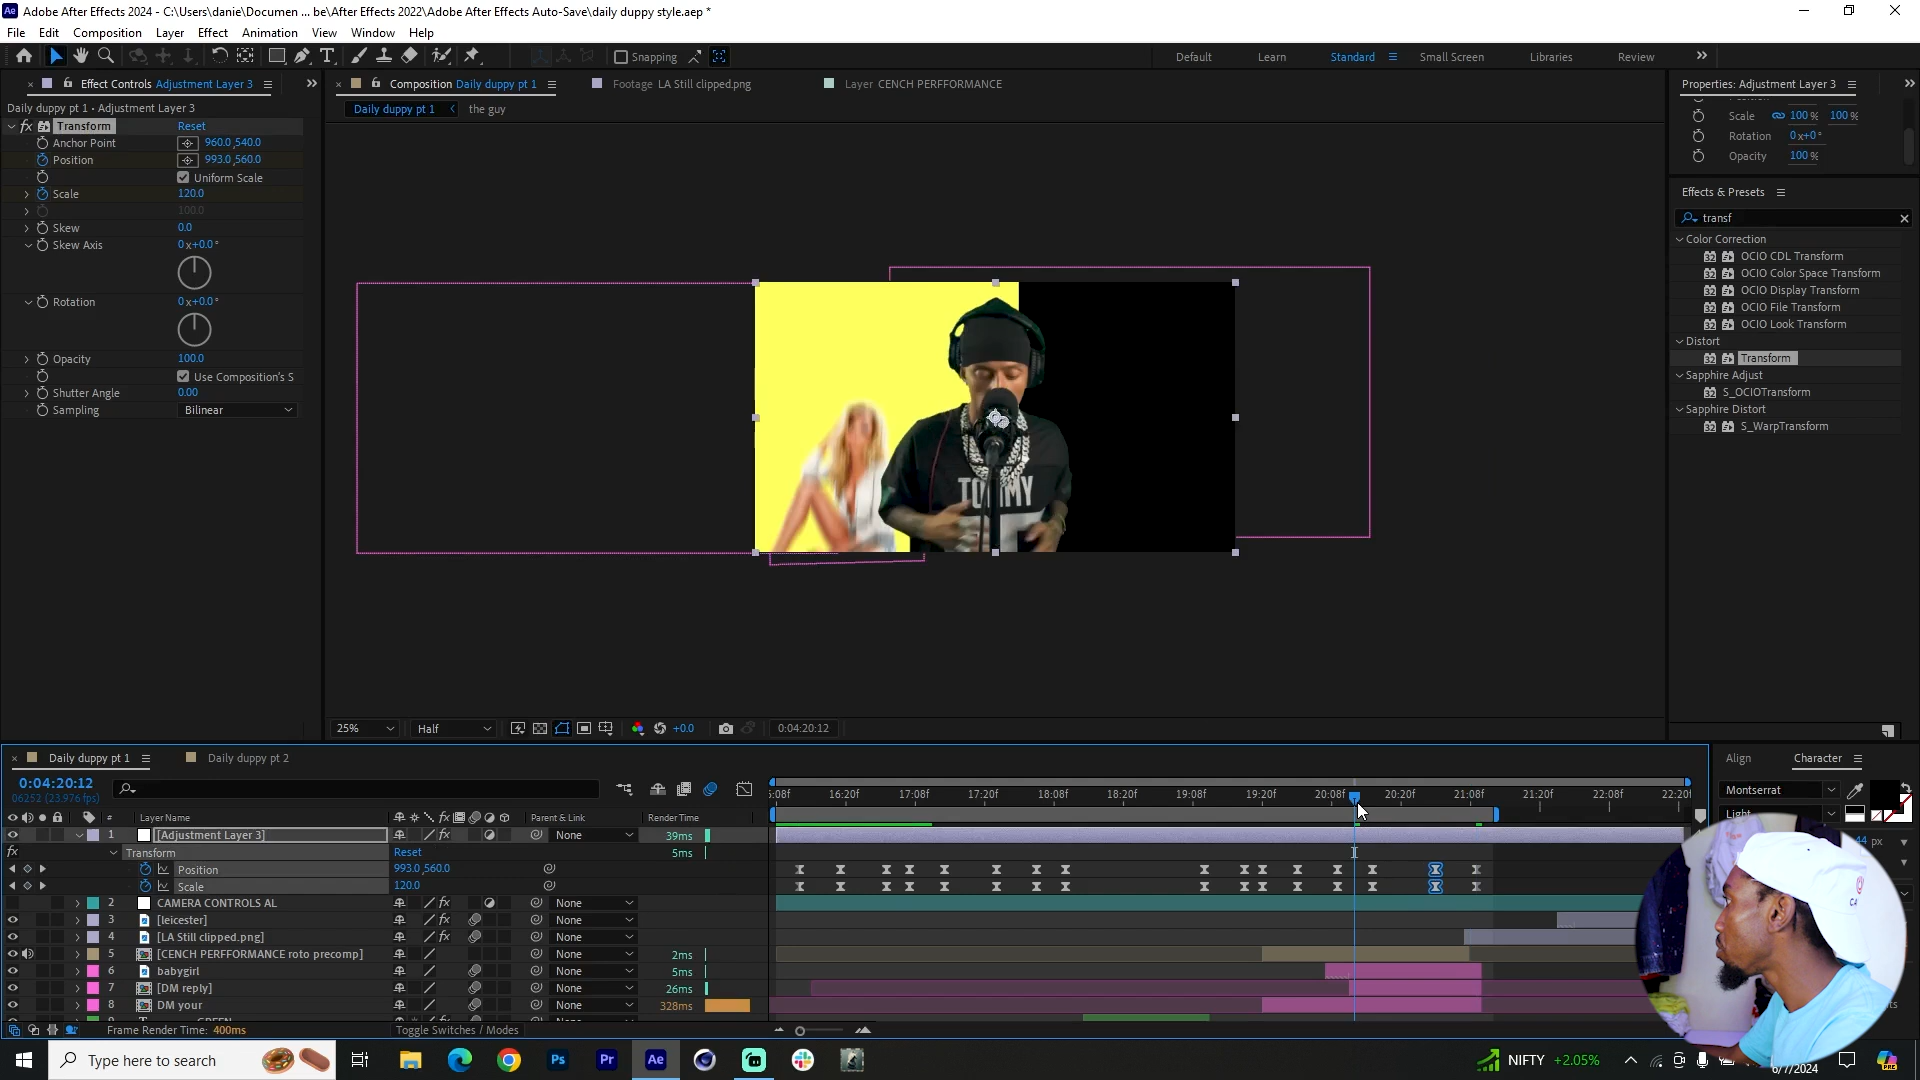 Adobe After Effects 2024 - C:\Users\danie\Documen ... be\After Effects 2022\Adobe After Effects Auto-Save\daily duppy style.aep *
File Edit Composition Layer Effect Animation View Window Help
Snapping
Default Learn Standard Small Screen Libraries Review
Effect Controls Adjustment Layer 3
Composition Daily duppy pt 1
Footage LA Still clipped.png
Layer CENCH PERFFORMANCE
Properties: Adjustment Layer 3
Daily duppy pt 1 • Adjustment Layer 3
Daily duppy pt 1 the guy
Transform Reset
Anchor Point 960.0,540.0
Position 993.0,560.0
Uniform Scale
Scale 120.0
100.0
Skew 0.0
Skew Axis 0x+0.0°
Rotation 0x+0.0°
Opacity 100.0
Use Composition's S
Shutter Angle 0.00
Sampling Bilinear
Scale 100% 100%
Rotation 0x+0°
Opacity 100%
Effects & Presets
transf
Color Correction
OCIO CDL Transform
OCIO Color Space Transform
OCIO Display Transform
OCIO File Transform
OCIO Look Transform
Distort
Transform
Sapphire Adjust
S_OCIOTransform
Sapphire Distort
S_WarpTransform
TOMMY
25% Half +0.0 0:04:20:12
Daily duppy pt 1 Daily duppy pt 2
0:04:20:12
06252 (23.976 fps)
5:08f 16:20f 17:08f 17:20f 18:08f 18:20f 19:08f 19:20f 20:08f 20:20f 21:08f 21:20f 22:08f 22:20f
# Layer Name Parent & Link Render Time
1 [Adjustment Layer 3] None 39ms
Transform Reset 5ms
Position 993.0,560.0
Scale 120.0
2 CAMERA CONTROLS AL None
3 [leicester] None
4 [LA Still clipped.png] None
5 [CENCH PERFFORMANCE roto precomp] None 2ms
6 babygirl None 5ms
7 [DM reply] None 26ms
8 DM your None 328ms
Frame Render Time: 400ms
Toggle Switches / Modes
Align Character
Montserrat
Light
px
Type here to search
NIFTY +2.05%
6/7/2024